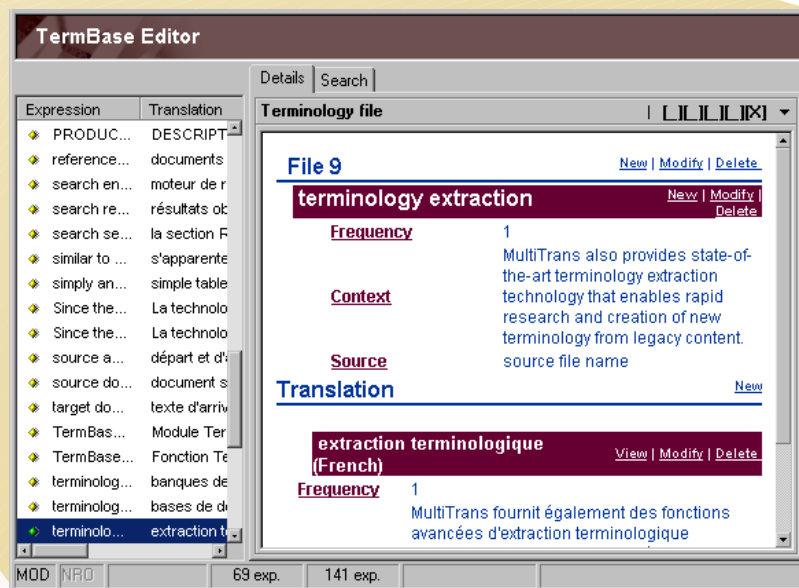 TermBase Editor
Details Search
Expression Translation
PRODUC... DESCRIPT
reference... documents
search en... moteur de r
search re... résultats ob
search se... la section R
similar to ... s'apparente
simply an... simple table
Since the... La technolo
Since the... La technolo
source a... départ et d'
source do... document s
target do... texte d'arriv
TermBas... Module Ter
TermBase... Fonction Te
terminolog... banques de
terminolog... bases de d
terminolo... extraction t
Terminology file | [_][_][_][_][X]
File 9 New | Modify | Delete
terminology extraction New | Modify |
Delete
Frequency 1
MultiTrans also provides state-of-
the-art terminology extraction
Context technology that enables rapid
research and creation of new
terminology from legacy content.
Source source file name
Translation New
extraction terminologique
(French) View | Modify | Delete
Frequency 1
MultiTrans fournit également des fonctions
avancées d'extraction terminologique
MOD NRO 69 exp. 141 exp.